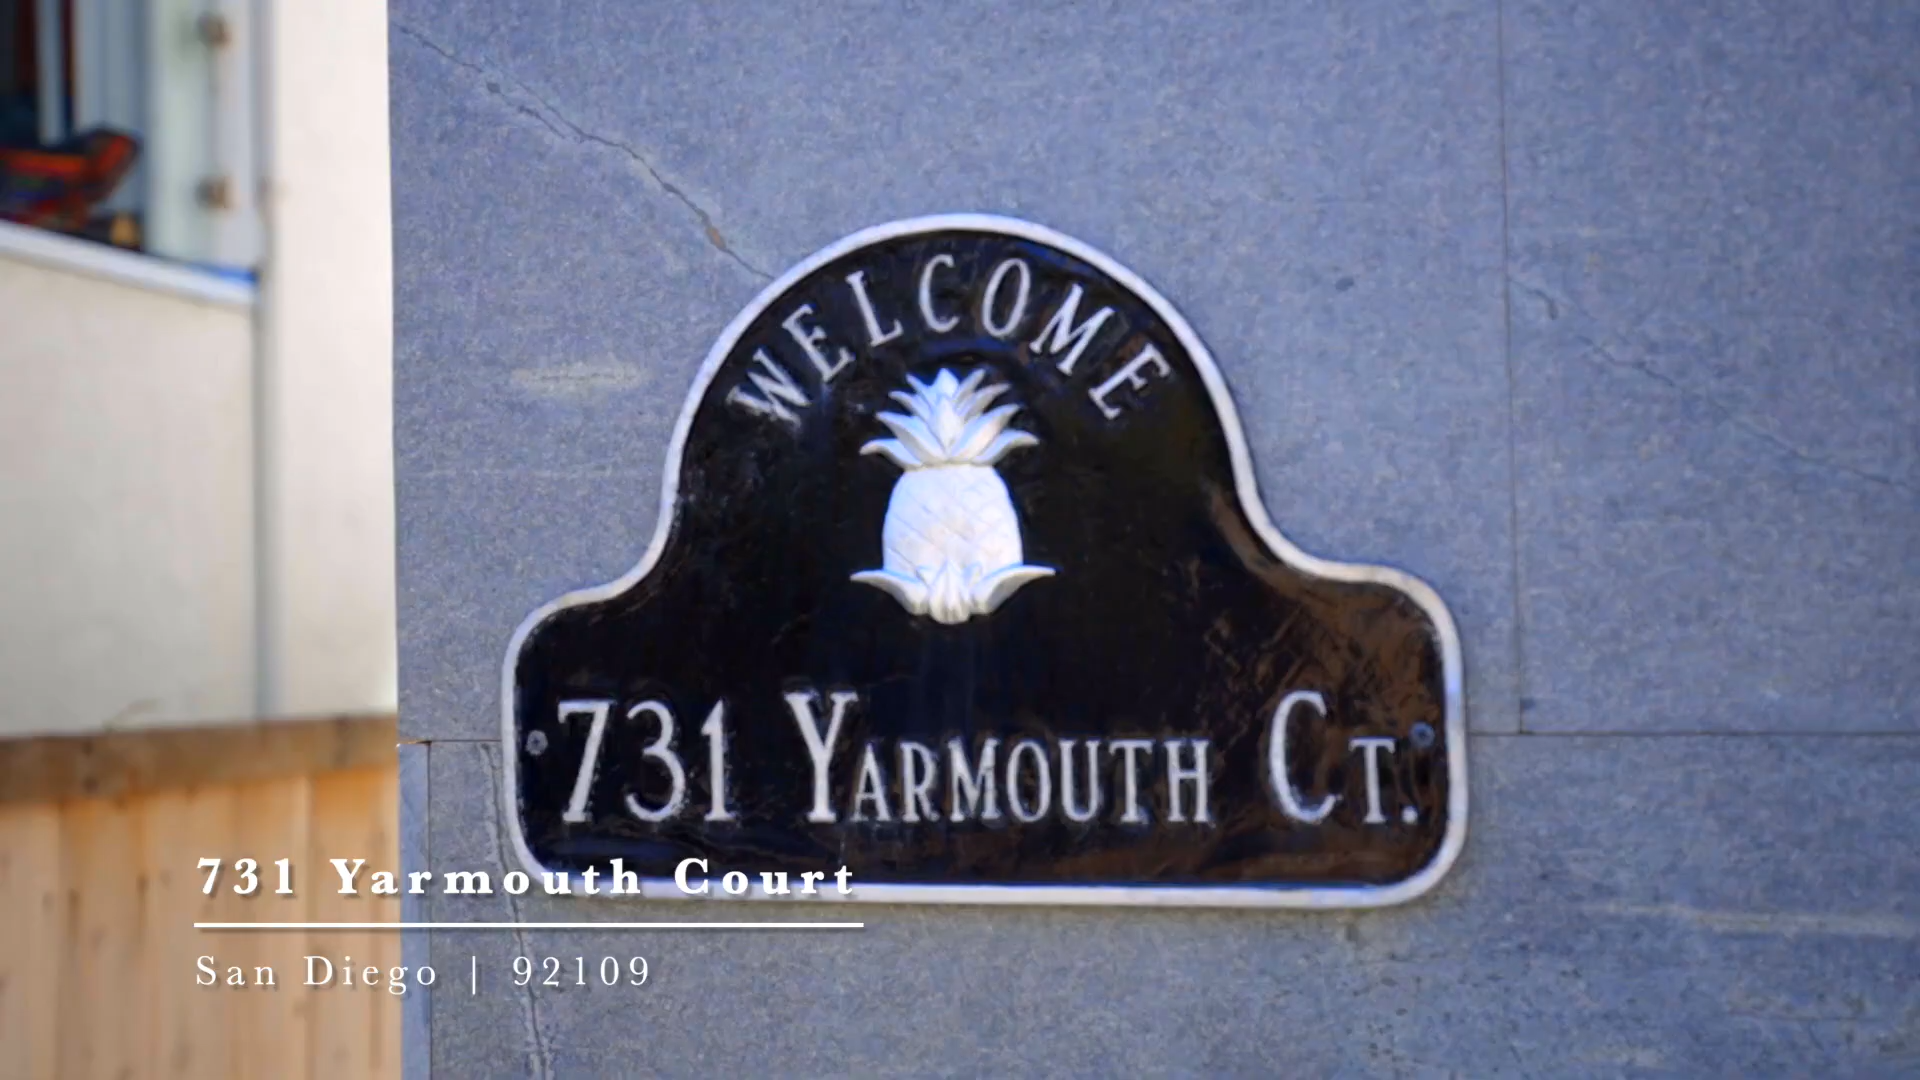 WELCOME
731 YARMOUTH CT.
731 Yarmouth Court
San Diego | 92109